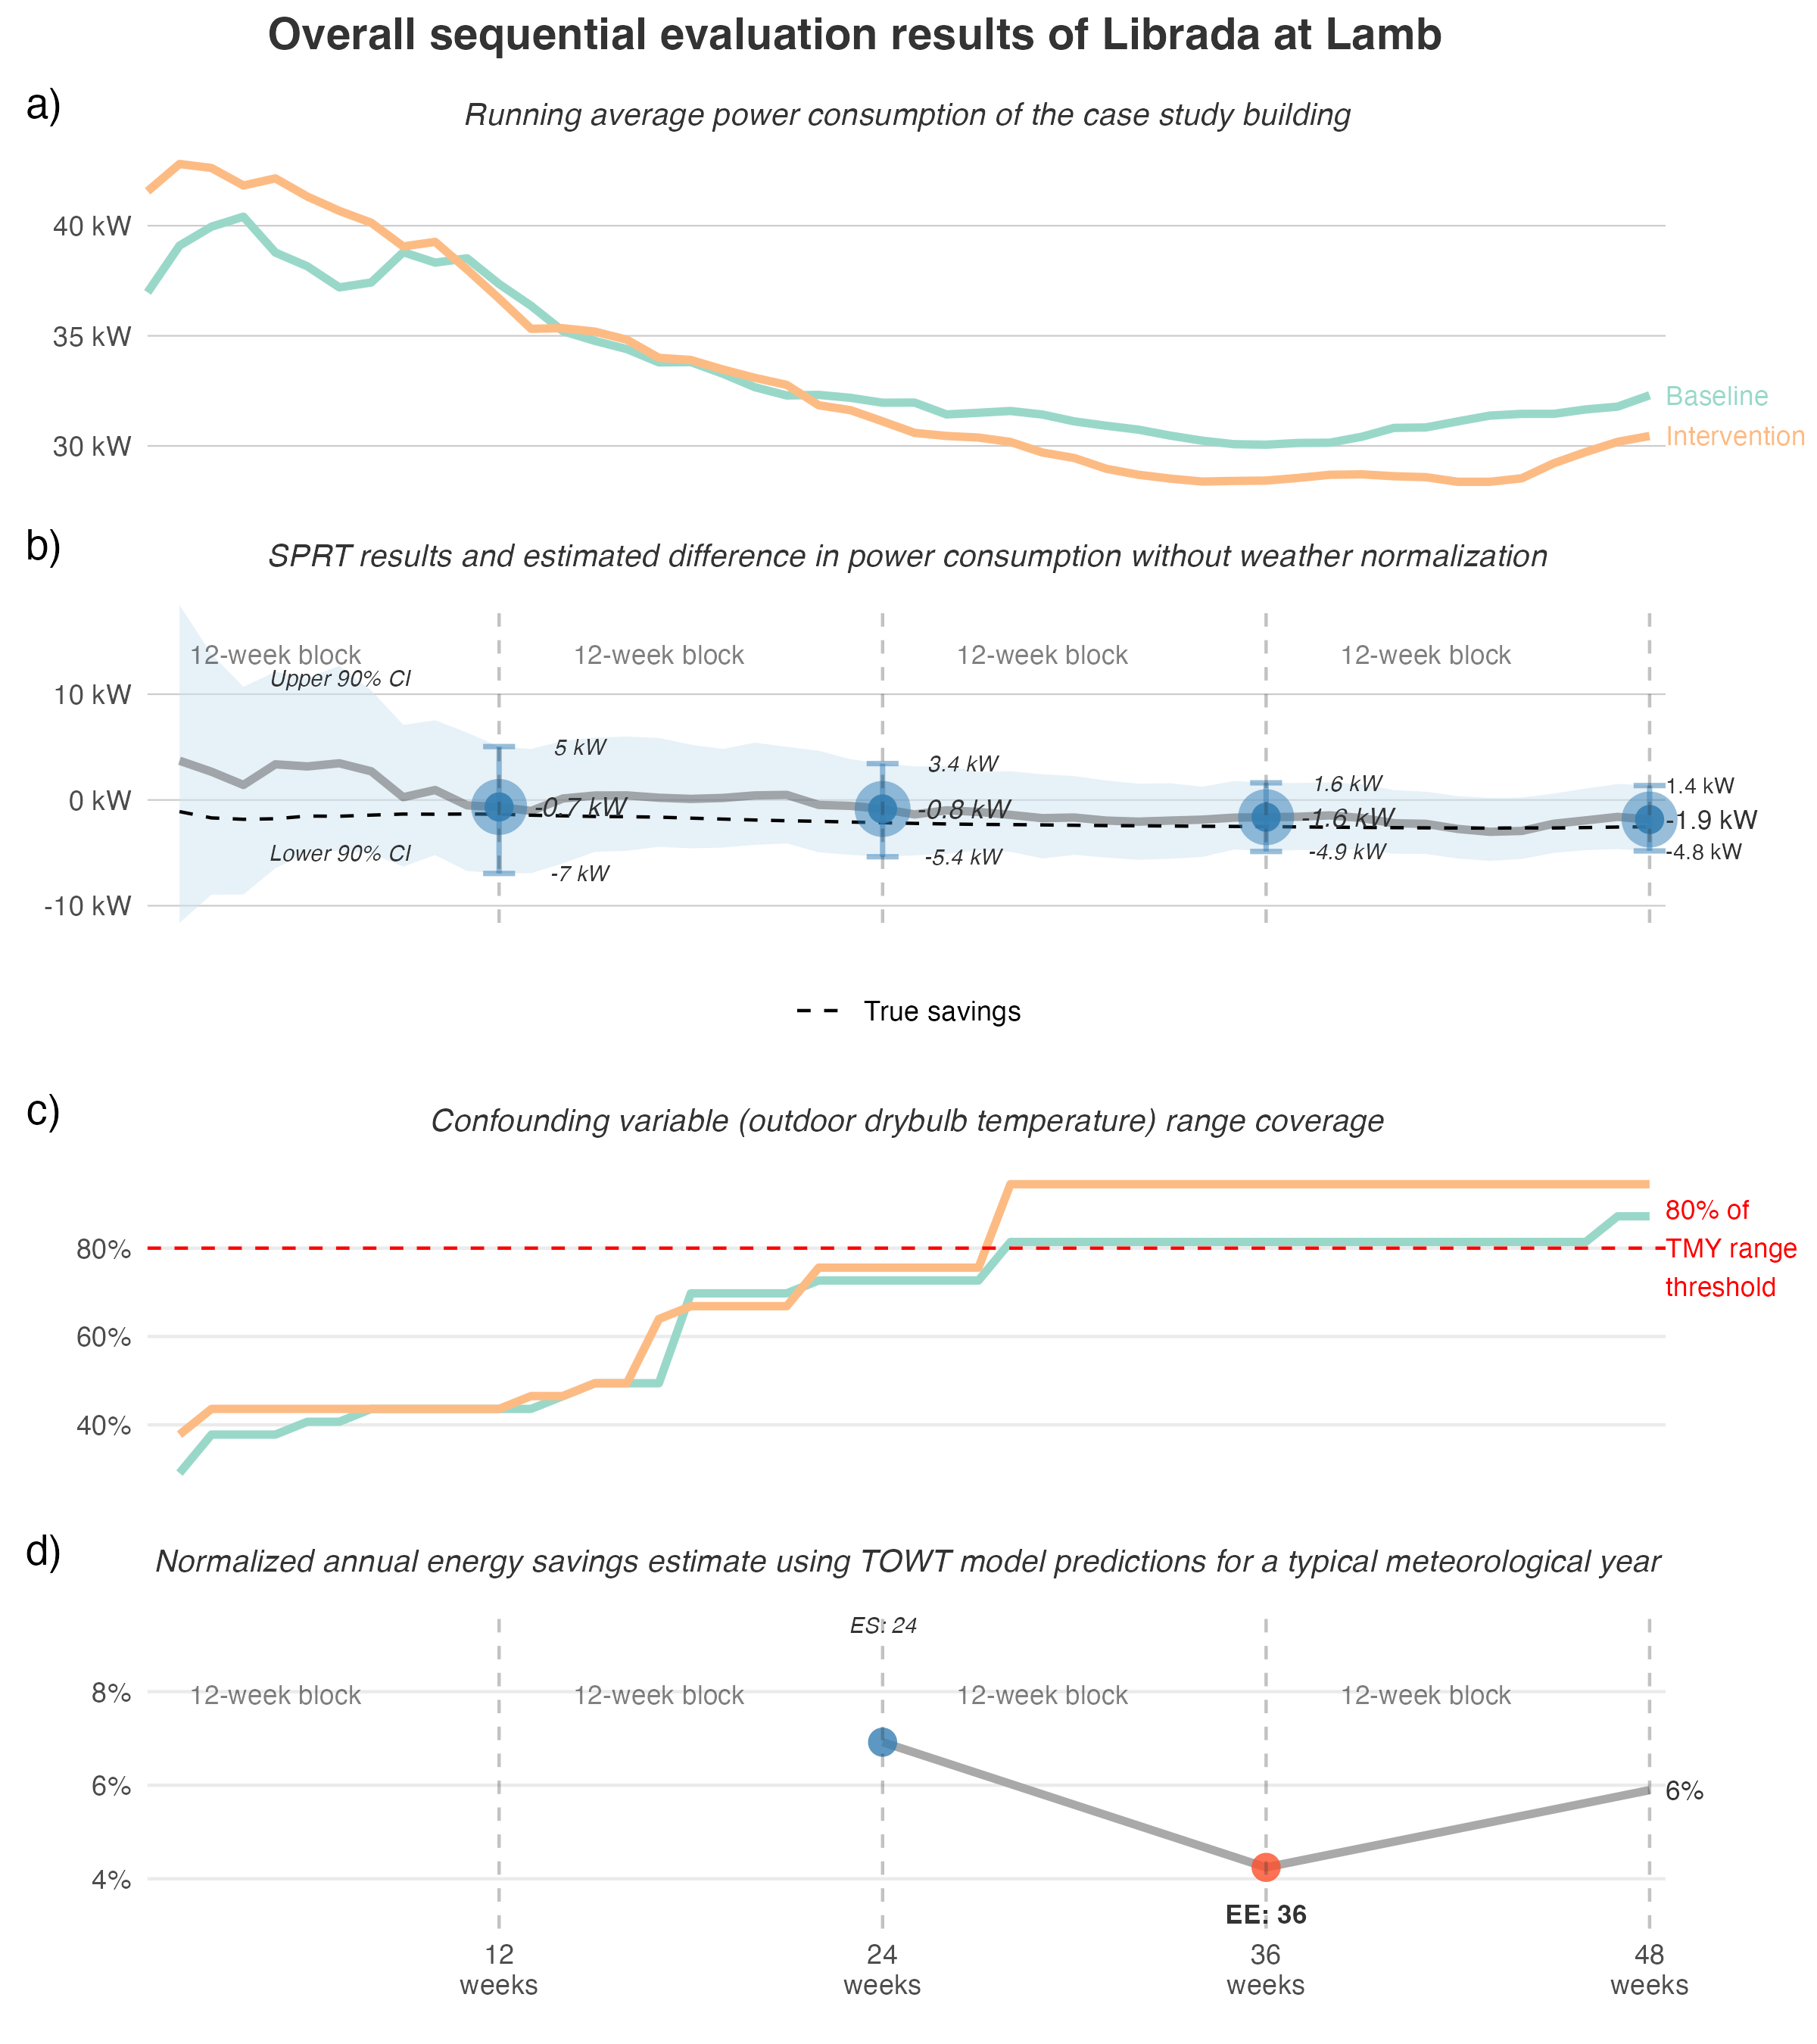 Overall sequential evaluation results of Librada at Lamb
a)
Running average power consumption of the case study building
40 kW
35 kW
30 kW
Baseline
Intervention
b)
SPRT results and estimated difference in power consumption without weather normalization
12-week block
12-week block
12-week block
12-week block
Upper 90% CI
10 kW
0 kW
-10 kW
Lower 90% CI
5 kW
-0.7 kW
-7 kW
3.4 kW
-0.8 kW
-5.4 kW
1.6 kW
-1.6 kW
-4.9 kW
1.4 kW
-1.9 kW
-4.8 kW
True savings
c)
Confounding variable (outdoor drybulb temperature) range coverage
80%
60%
40%
80% of
TMY range
threshold
d)
Normalized annual energy savings estimate using TOWT model predictions for a typical meteorological year
ES: 24
12-week block
12-week block
12-week block
12-week block
8%
6%
4%
6%
EE: 36
12
weeks
24
weeks
36
weeks
48
weeks